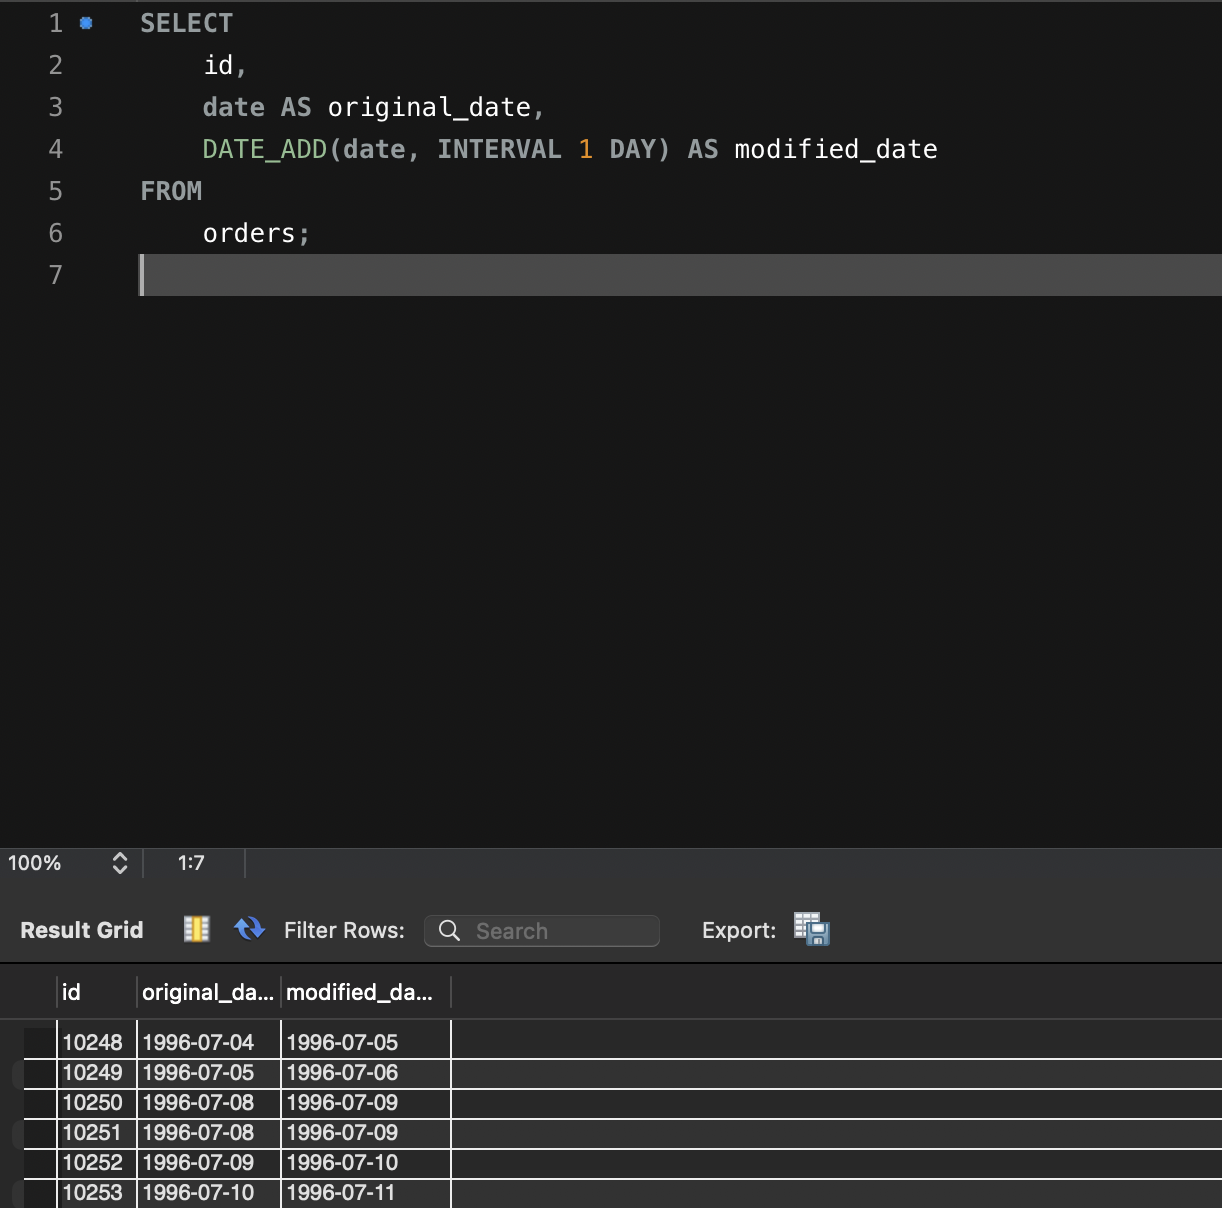 1 SELECT
2 id,
3 date AS original_date,
4 DATE_ADD(date, INTERVAL 1 DAY) AS modified_date
5 FROM
6 orders;
7
100% 1:7
Result Grid Filter Rows: Search Export:
id original_da... modified_da...
10248 1996-07-04 1996-07-05
10249 1996-07-05 1996-07-06
10250 1996-07-08 1996-07-09
10251 1996-07-08 1996-07-09
10252 1996-07-09 1996-07-10
10253 1996-07-10 1996-07-11